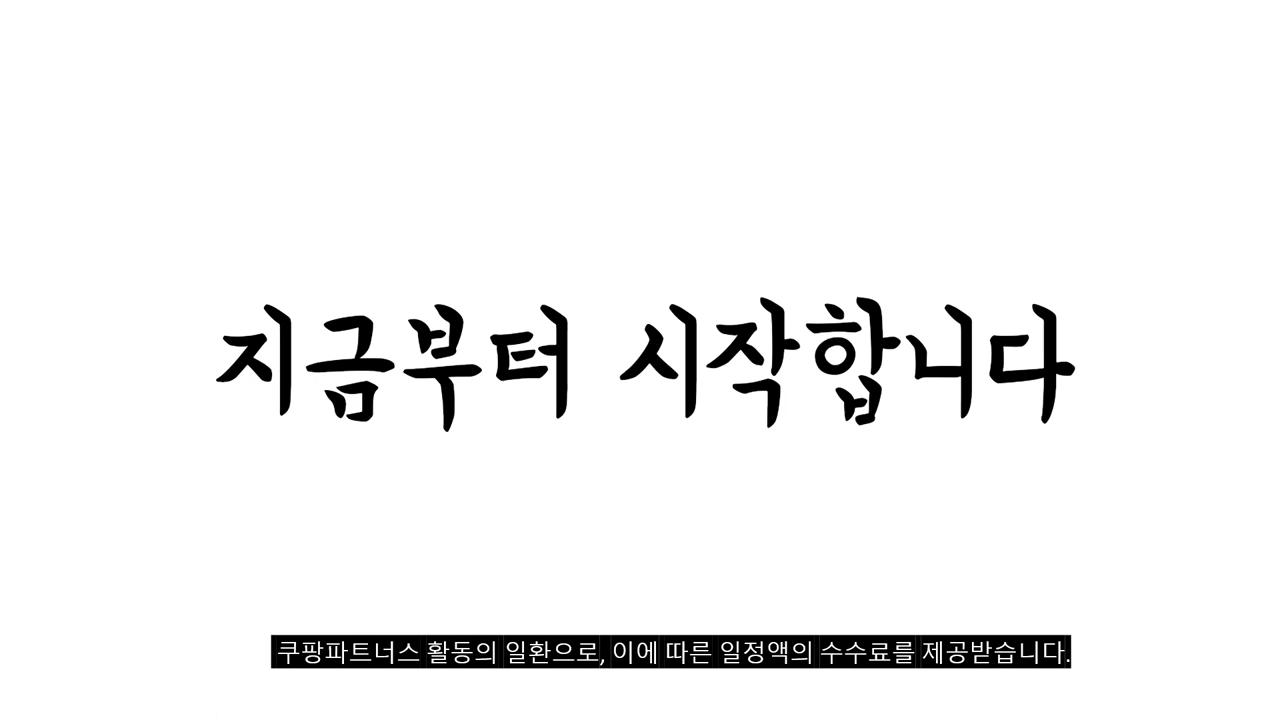 지금부터 시작합니다
쿠팡파트너스 활동의 일환으로, 이에 따른 일정액의 수수료를 제공받습니다.